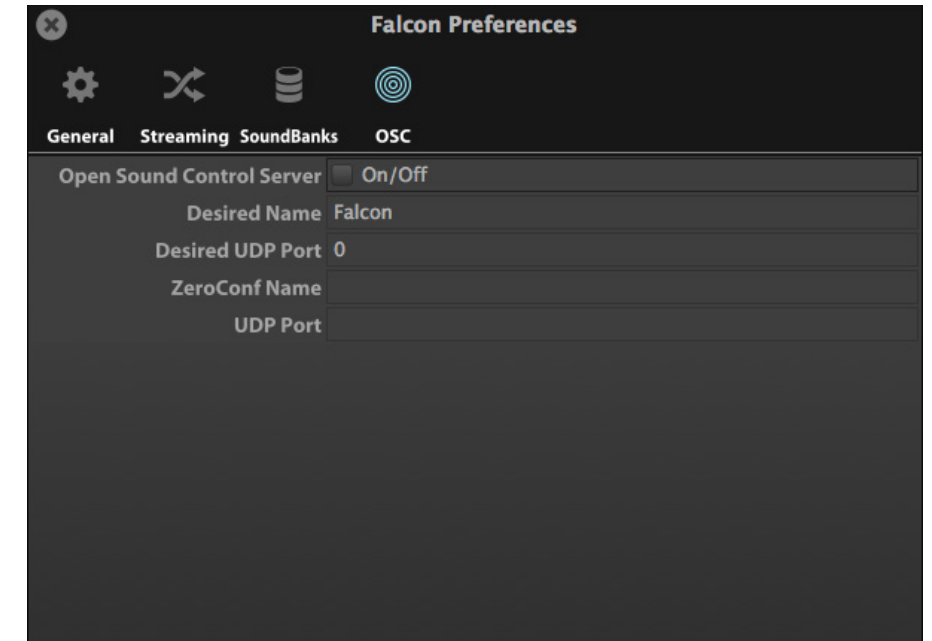 Falcon Preferences
General Streaming SoundBanks OSC
Open Sound Control Server On/Off
Desired Name Falcon
Desired UDP Port 0
ZeroConf Name
UDP Port